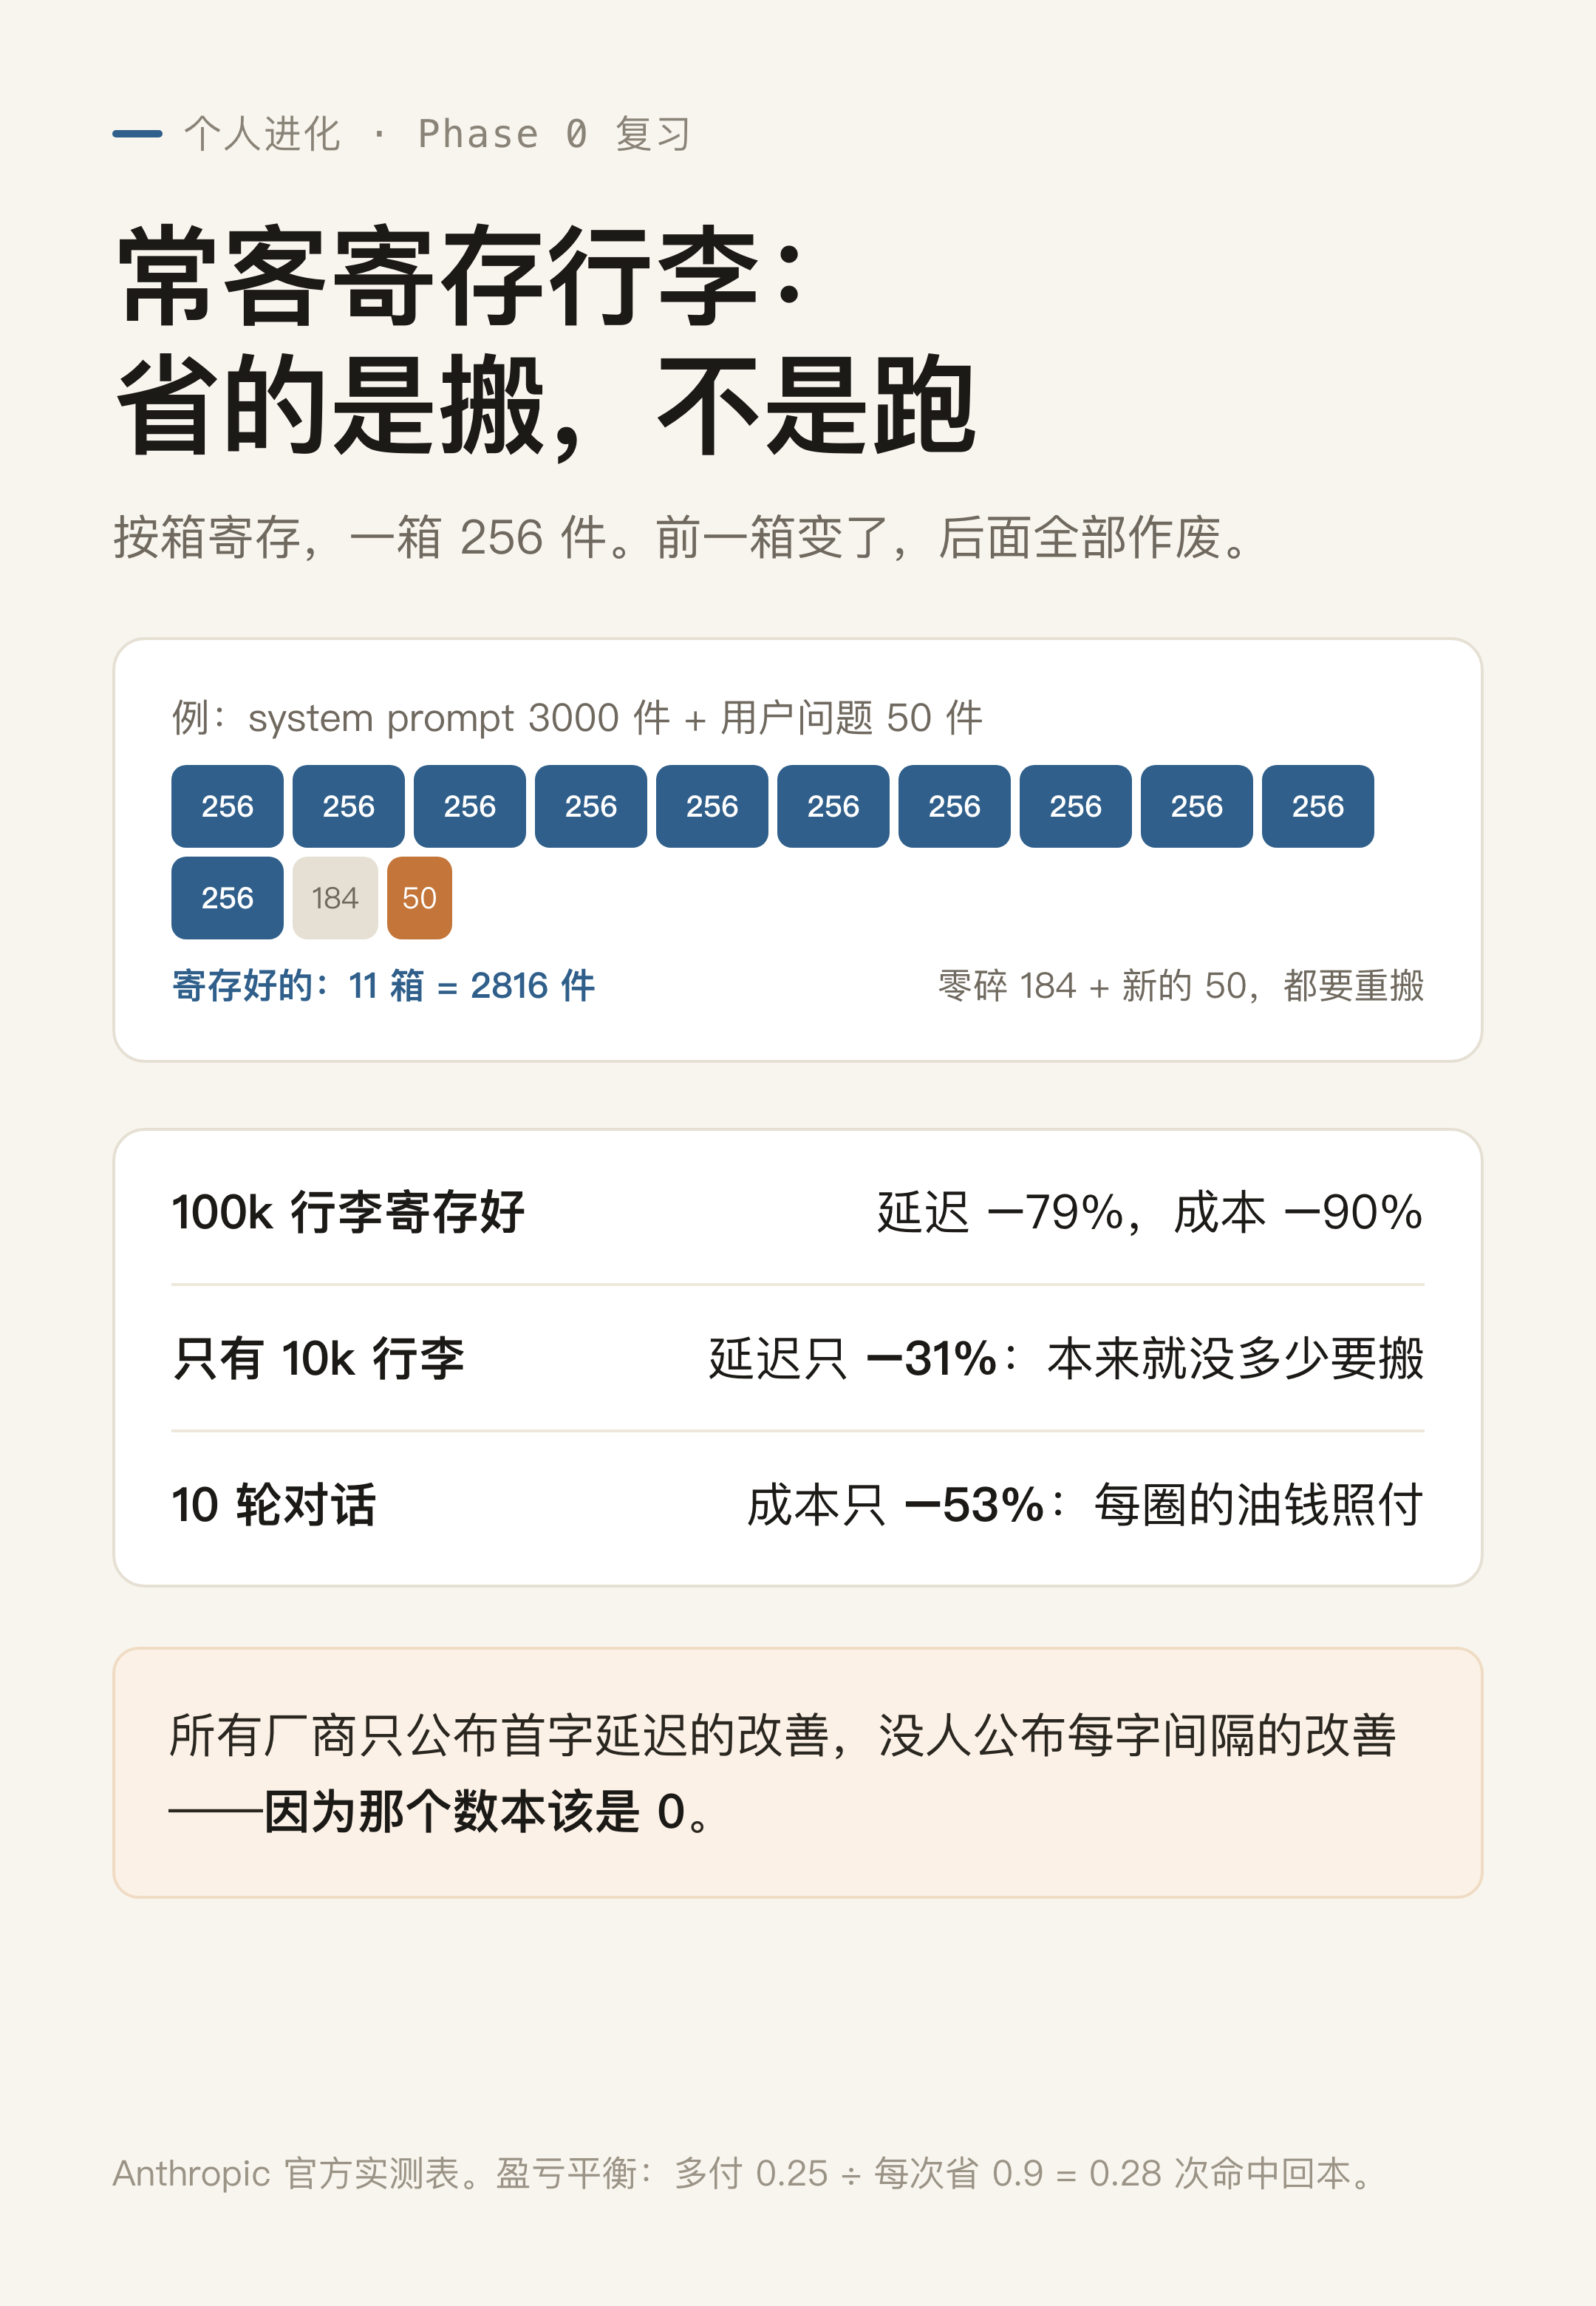 个人进化 · Phase 0 复习
常客寄存行李：
省的是搬，不是跑
按箱寄存，一箱 256 件。前一箱变了，后面全部作废。
例：system prompt 3000 件 + 用户问题 50 件
256 256 256 256 256 256 256 256 256 256
256 184 50
寄存好的：11 箱 = 2816 件
零碎 184 + 新的 50，都要重搬
100k 行李寄存好 延迟 −79%，成本 −90%
只有 10k 行李 延迟只 −31%：本来就没多少要搬
10 轮对话 成本只 −53%：每圈的油钱照付
所有厂商只公布首字延迟的改善，没人公布每字间隔的改善
——因为那个数本该是 0。
Anthropic 官方实测表。盈亏平衡：多付 0.25 ÷ 每次省 0.9 = 0.28 次命中回本。